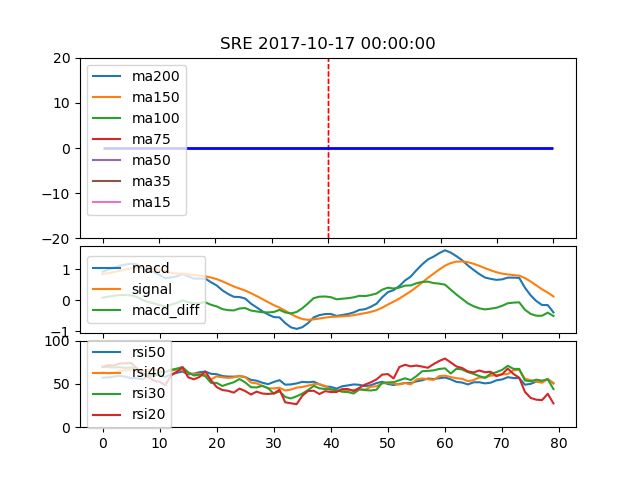 SRE 2017-10-17 00:00:00
20
10
0
−10
−20
ma200
ma150
ma100
ma75
ma50
ma35
ma15
1
0
−1
macd
signal
macd_diff
100
50
0
rsi50
rsi40
rsi30
rsi20
0 10 20 30 40 50 60 70 80